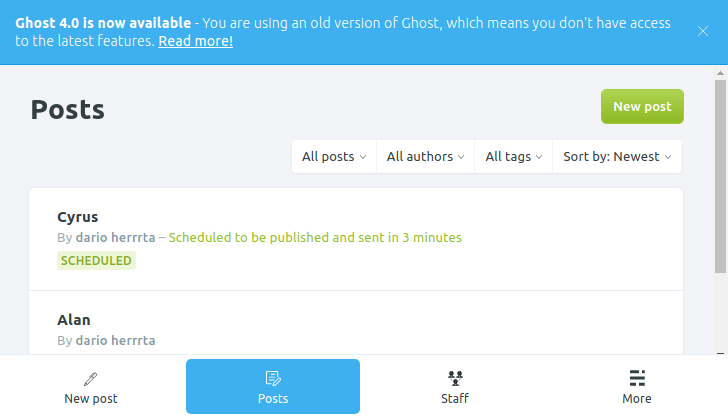 Ghost 4.0 is now available - You are using an old version of Ghost, which means you don't have access
to the latest features. Read more!
Posts
New post
All posts
All authors
All tags
Sort by: Newest
Cyrus
By dario herrrta – Scheduled to be published and sent in 3 minutes
SCHEDULED
Alan
By dario herrrta
New post
Posts
Staff
More